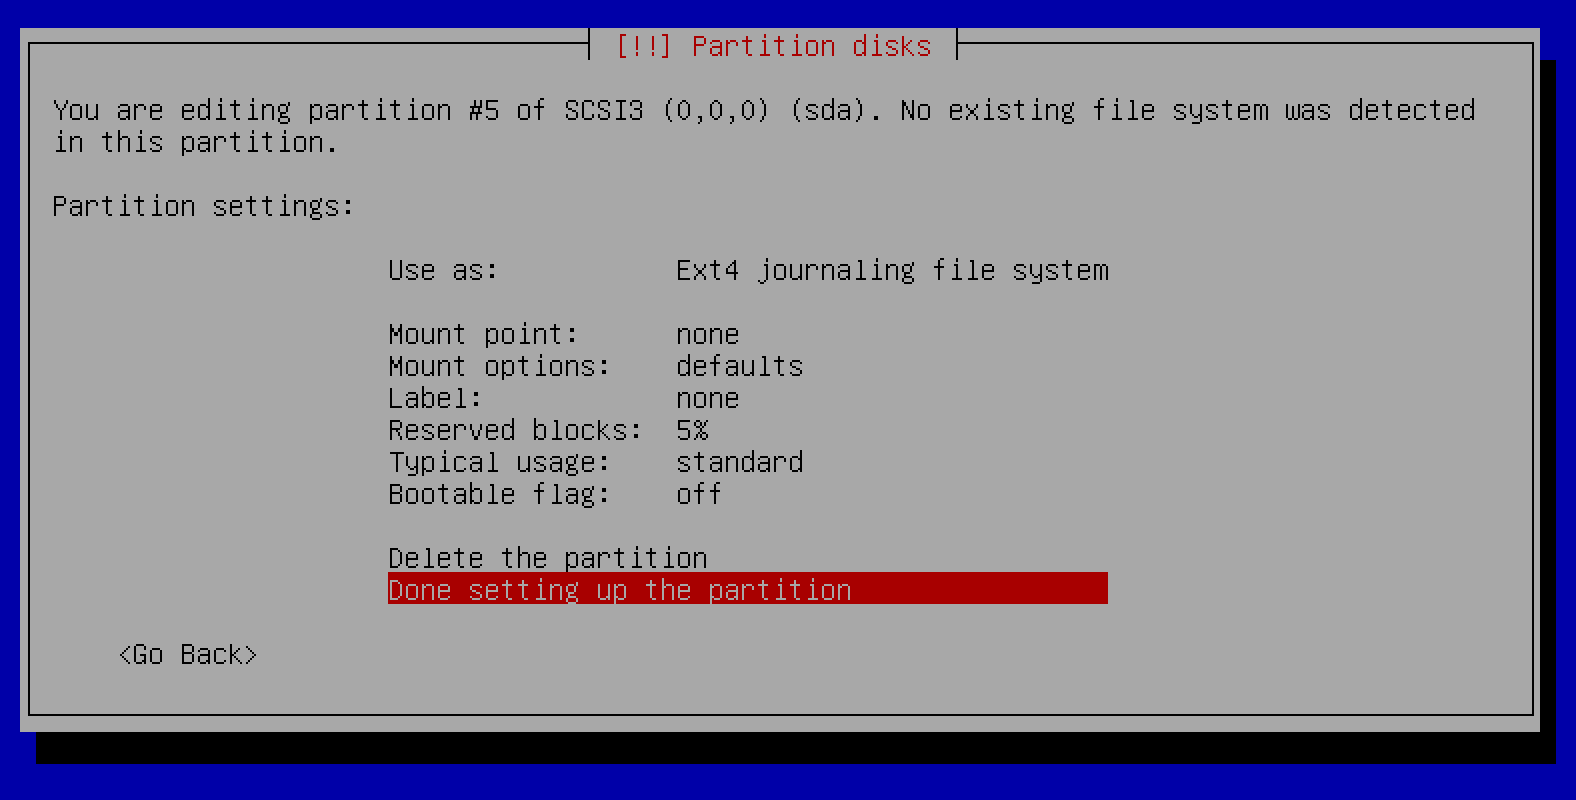 [!!] Partition disks
You are editing partition #5 of SCSI3 (0,0,0) (sda). No existing file system was detected
in this partition.
Partition settings:
Use as: Ext4 journaling file system
Mount point: none
Mount options: defaults
Label: none
Reserved blocks: 5%
Typical usage: standard
Bootable flag: off
Delete the partition
Done setting up the partition
<Go Back>